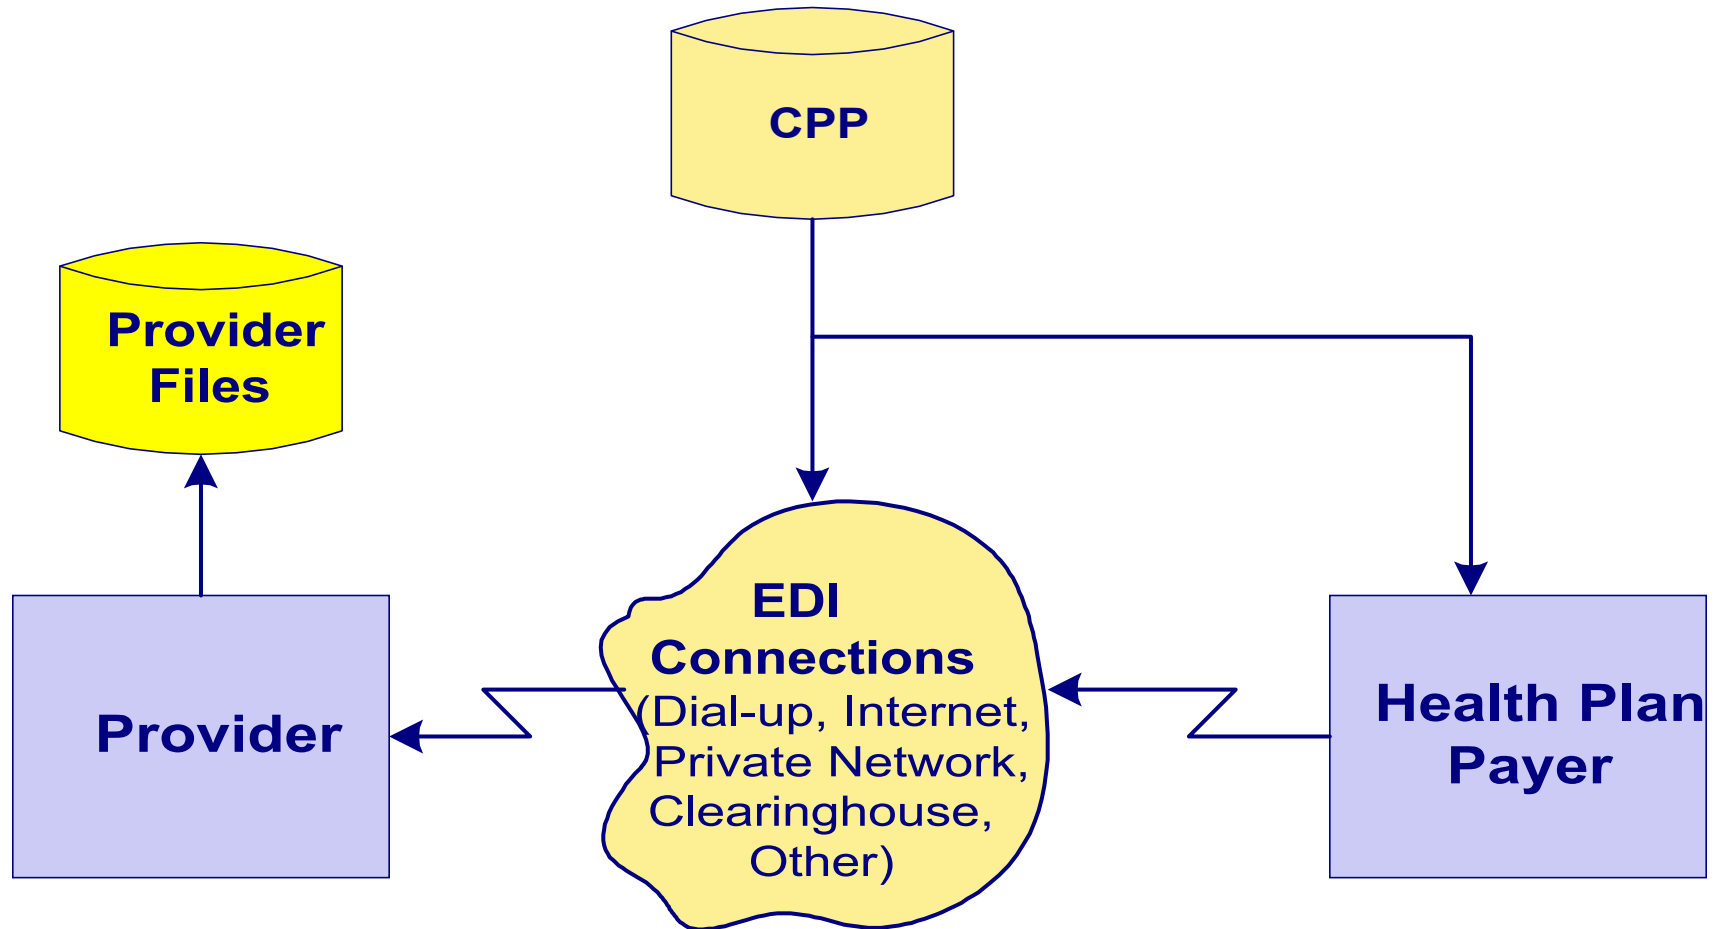 CPP
Provider
Files
EDI
Connections
(Dial-up, Internet,
Private Network,
Clearinghouse,
Other)
Provider
Health Plan
Payer